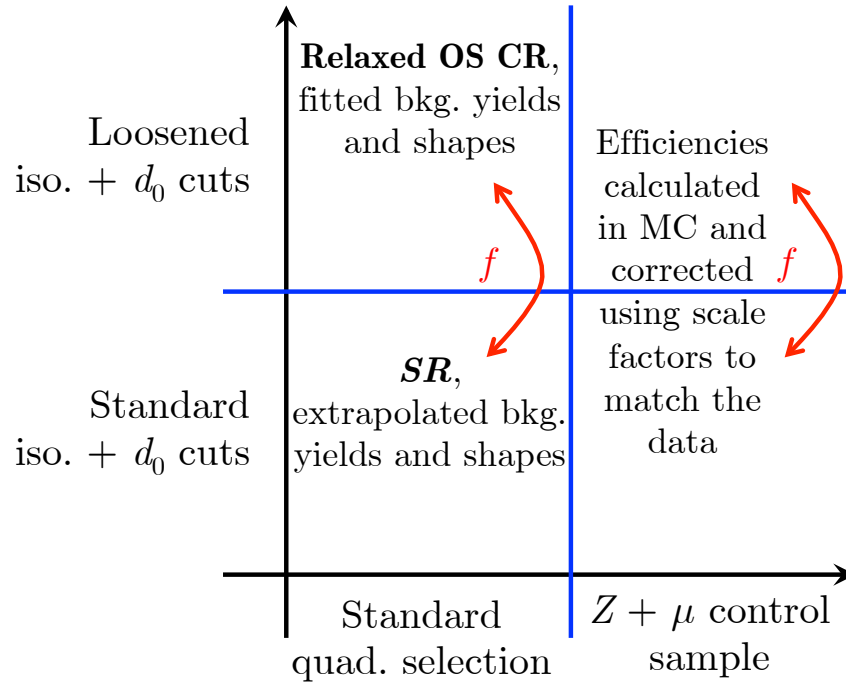 Relaxed OS CR,
fitted bkg. yields
and shapes
Loosened
iso. + d₀ cuts
Efficiencies
calculated
in MC and
corrected
using scale
factors to
match the
data
f
f
SR,
extrapolated bkg.
yields and shapes
Standard
iso. + d₀ cuts
Standard
quad. selection
Z + μ control
sample